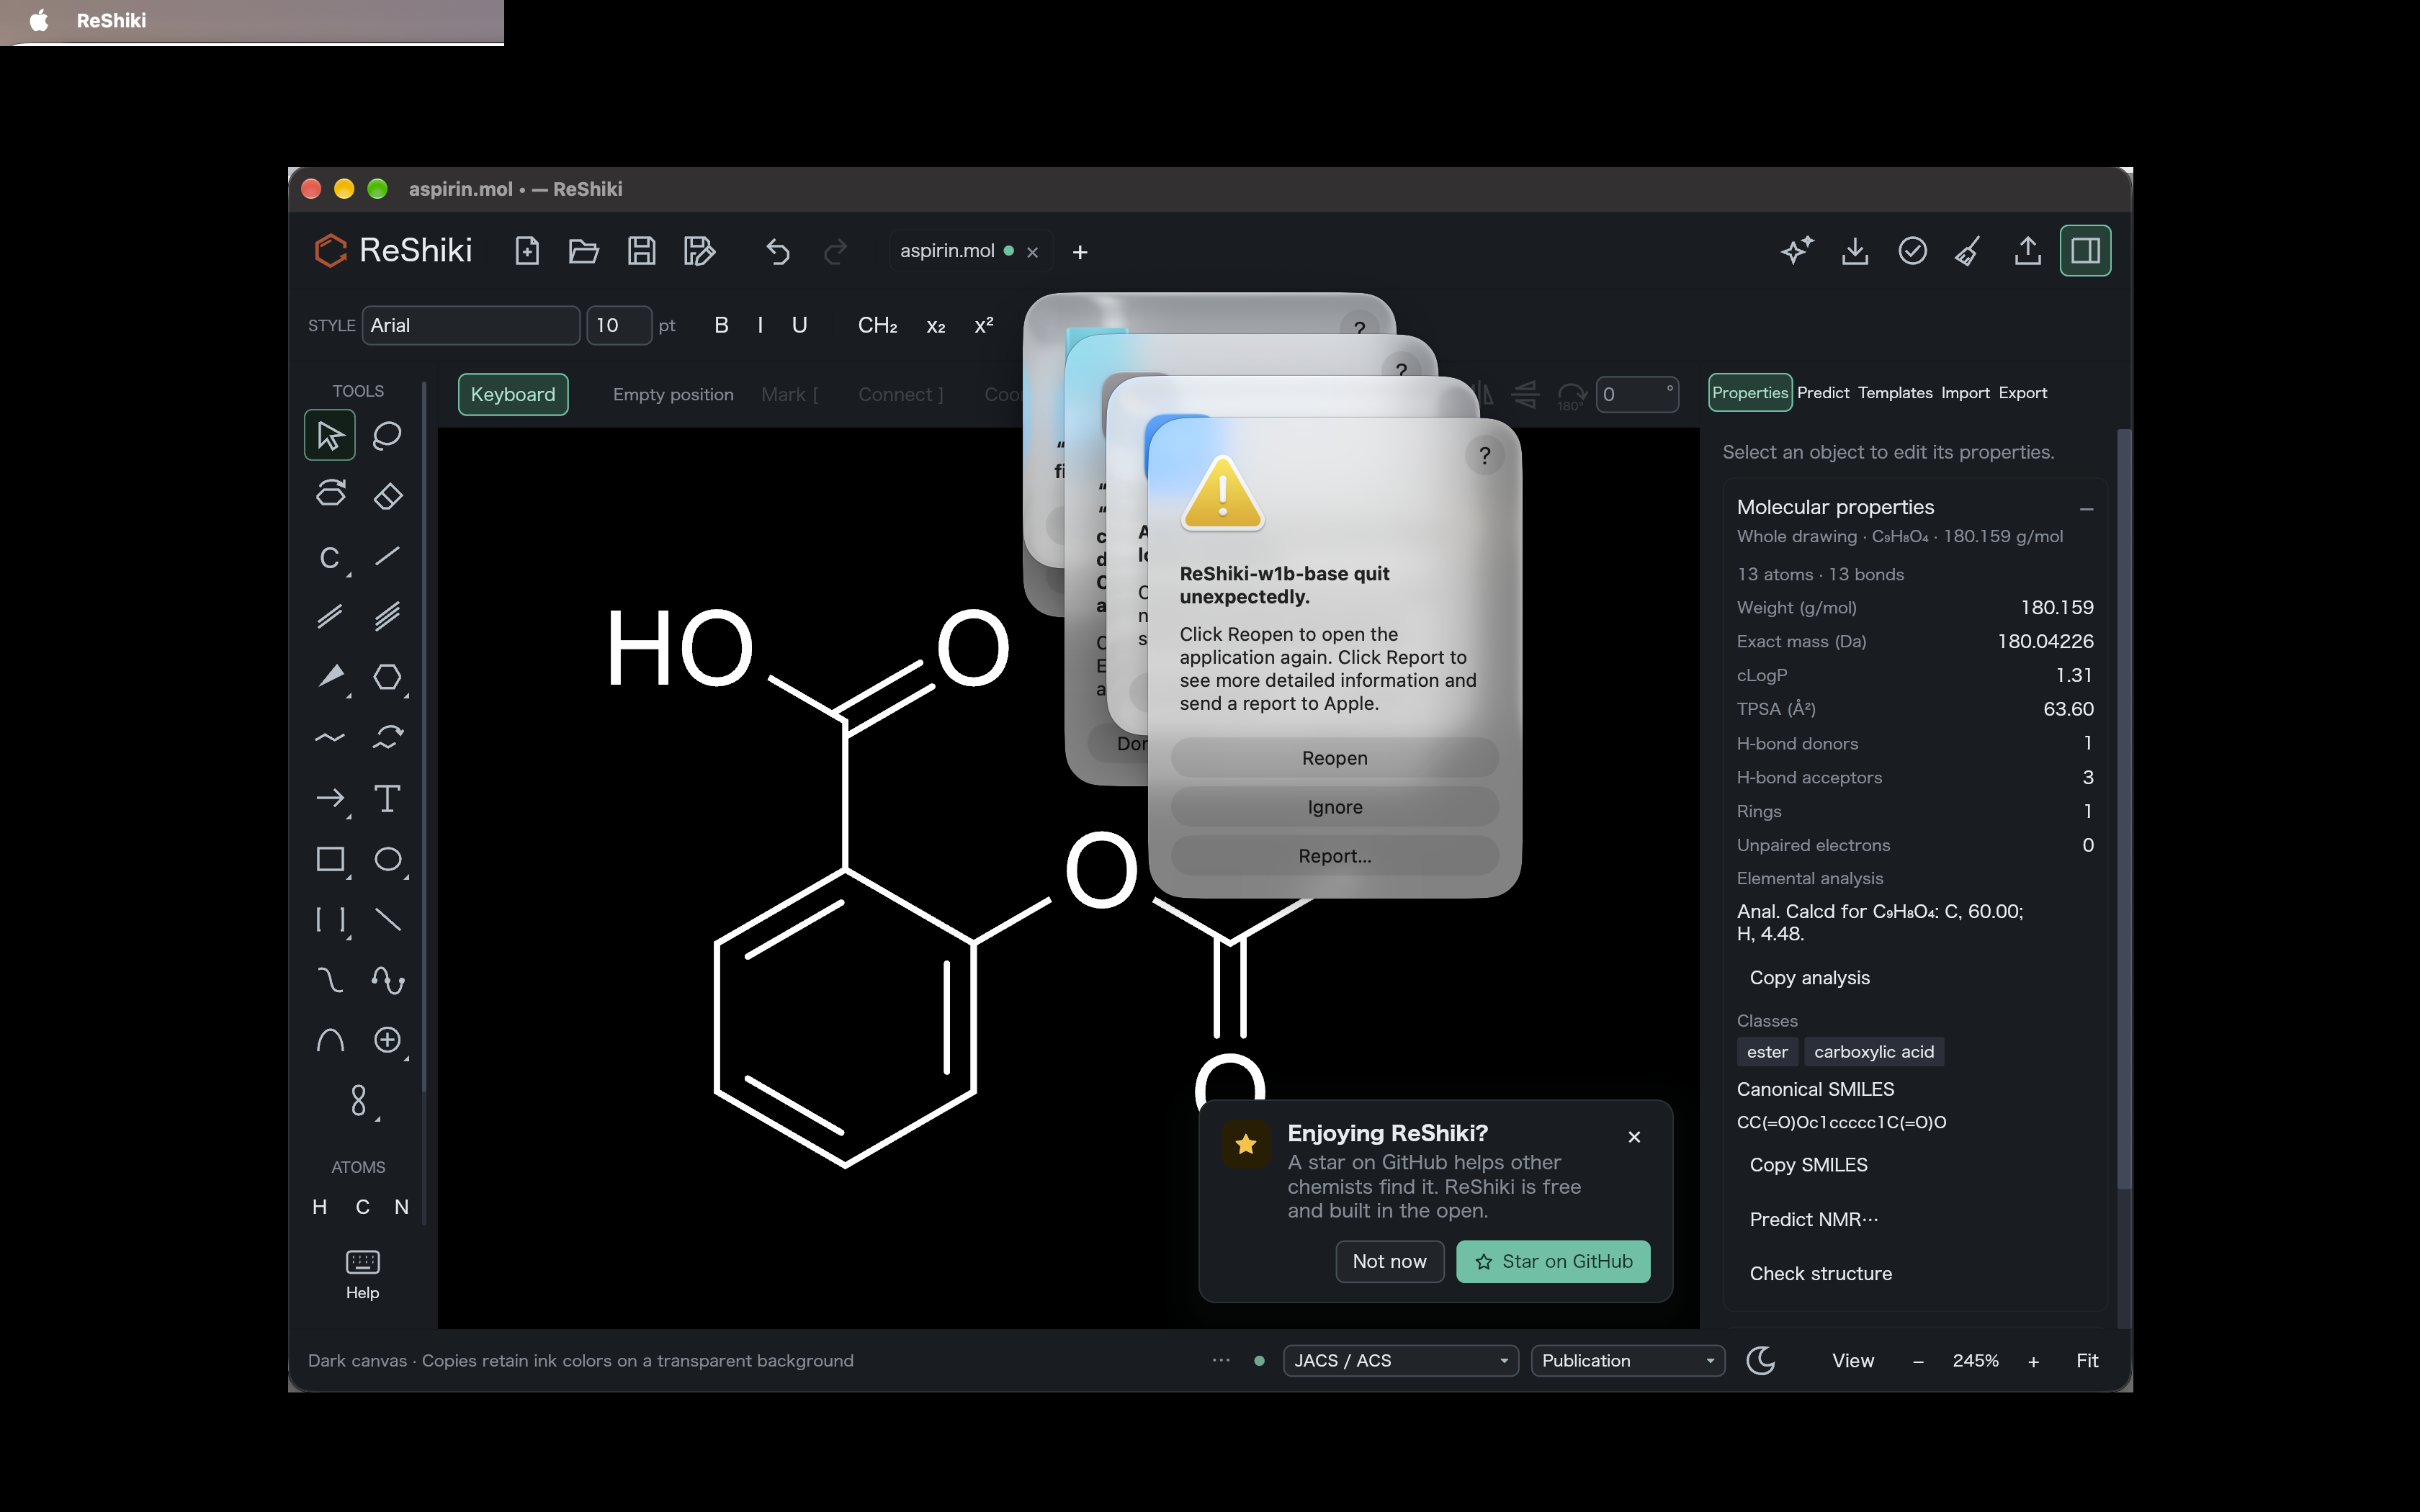 ReShiki
aspirin.mol • — ReShiki
ReShiki
aspirin.mol
STYLE Arial 10 pt B I U CH₂ x₂ x²
TOOLS
Keyboard Empty position Mark [ Connect ] 180° 0 °
Properties Predict Templates Import Export
Select an object to edit its properties.
Molecular properties
Whole drawing · C₉H₈O₄ · 180.159 g/mol
13 atoms · 13 bonds
Weight (g/mol) 180.159
Exact mass (Da) 180.04226
cLogP 1.31
TPSA (Å²) 63.60
H-bond donors 1
H-bond acceptors 3
Rings 1
Unpaired electrons 0
Elemental analysis
Anal. Calcd for C₉H₈O₄: C, 60.00;
H, 4.48.
Copy analysis
Classes
ester carboxylic acid
Canonical SMILES
CC(=O)Oc1ccccc1C(=O)O
Copy SMILES
Predict NMR···
Check structure
C
T
ATOMS
H C N
Help
HO O
O
O
?
?
?
ReShiki-w1b-base quit
unexpectedly.
Click Reopen to open the
application again. Click Report to
see more detailed information and
send a report to Apple.
Reopen
Ignore
Report...
Enjoying ReShiki?
A star on GitHub helps other
chemists find it. ReShiki is free
and built in the open.
Not now Star on GitHub
Dark canvas · Copies retain ink colors on a transparent background
··· JACS / ACS Publication View − 245% + Fit